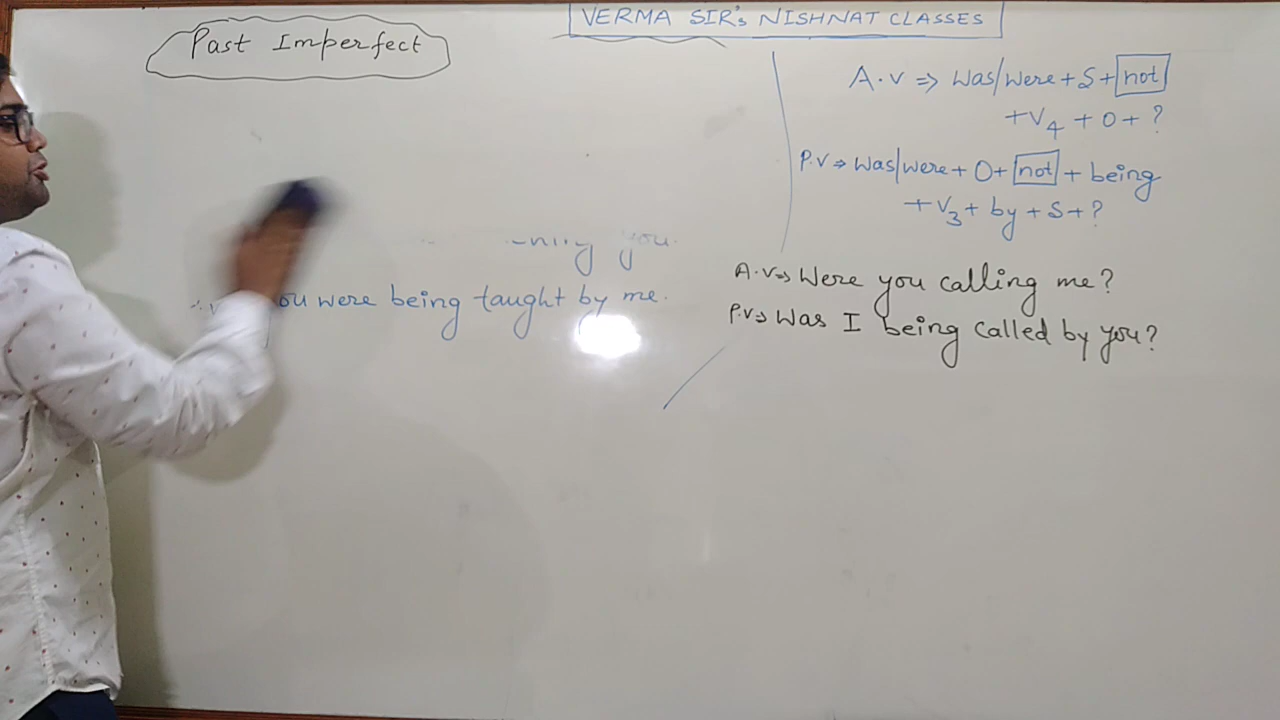 VERMA SIR's NISHNAT CLASSES
Past Imperfect
you.
were being taught by me.
A.V ⇒ Was/Were + S + not
+ V4 + O + ?
P.V ⇒ Was/were + O + not + being
+ V3 + by + S + ?
A.V ⇒ Were you calling me?
P.V ⇒ Was I being called by you?